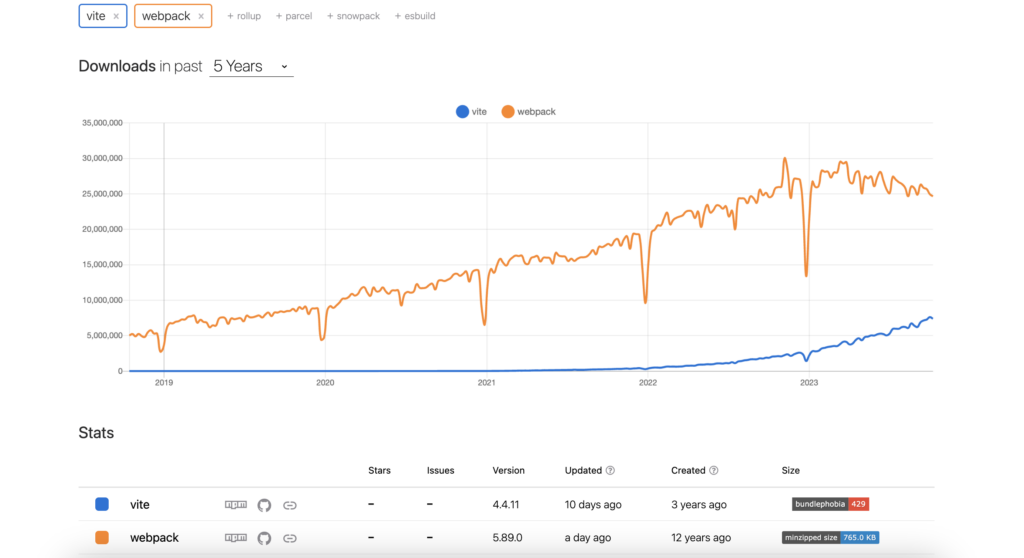 vite × webpack × + rollup + parcel + snowpack + esbuild
Downloads in past 5 Years
vite webpack
35,000,000
30,000,000
25,000,000
20,000,000
15,000,000
10,000,000
5,000,000
0
2019 2020 2021 2022 2023
Stats
Stars Issues Version Updated ? Created ? Size
vite npm – – 4.4.11 10 days ago 3 years ago bundlephobia 429
webpack npm – – 5.89.0 a day ago 12 years ago minzipped size 765.0 KB